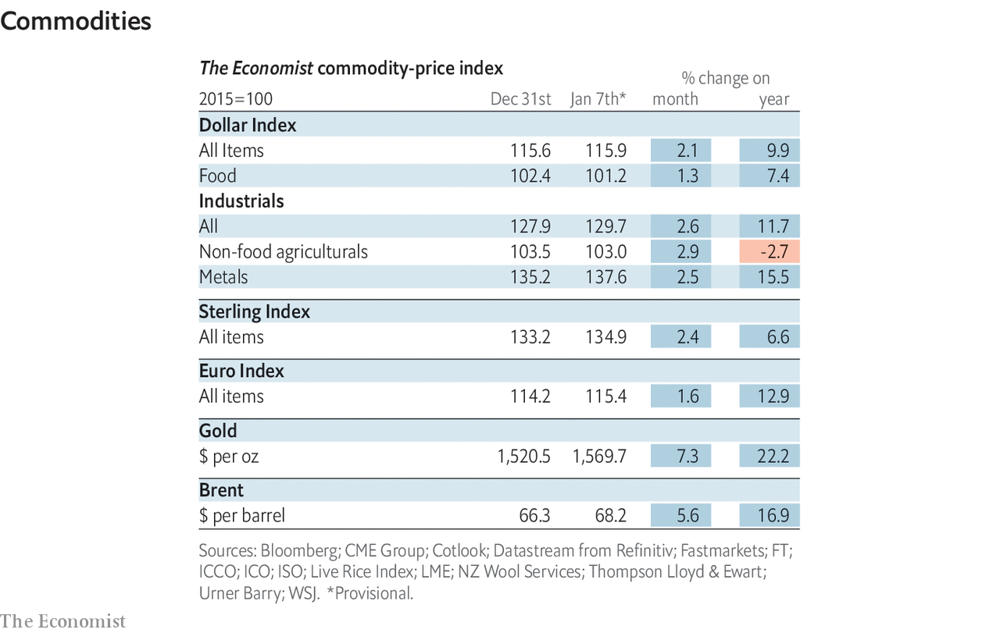 Commodities
The Economist commodity-price index
% change on
2015=100 Dec 31st Jan 7th* month year
Dollar Index
All Items 115.6 115.9 2.1 9.9
Food 102.4 101.2 1.3 7.4
Industrials
All 127.9 129.7 2.6 11.7
Non-food agriculturals 103.5 103.0 2.9 -2.7
Metals 135.2 137.6 2.5 15.5
Sterling Index
All items 133.2 134.9 2.4 6.6
Euro Index
All items 114.2 115.4 1.6 12.9
Gold
$ per oz 1,520.5 1,569.7 7.3 22.2
Brent
$ per barrel 66.3 68.2 5.6 16.9
Sources: Bloomberg; CME Group; Cotlook; Datastream from Refinitiv; Fastmarkets; FT;
ICCO; ICO; ISO; Live Rice Index; LME; NZ Wool Services; Thompson Lloyd & Ewart;
Urner Barry; WSJ. *Provisional.
The Economist